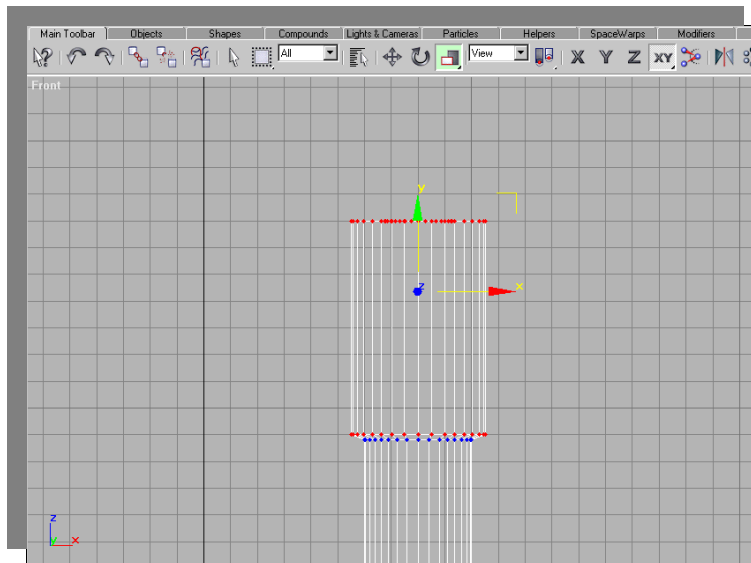 Main Toolbar Objects Shapes Compounds Lights & Cameras Particles Helpers SpaceWarps Modifiers
All View X Y Z XY
Front
y
z x
z
y x